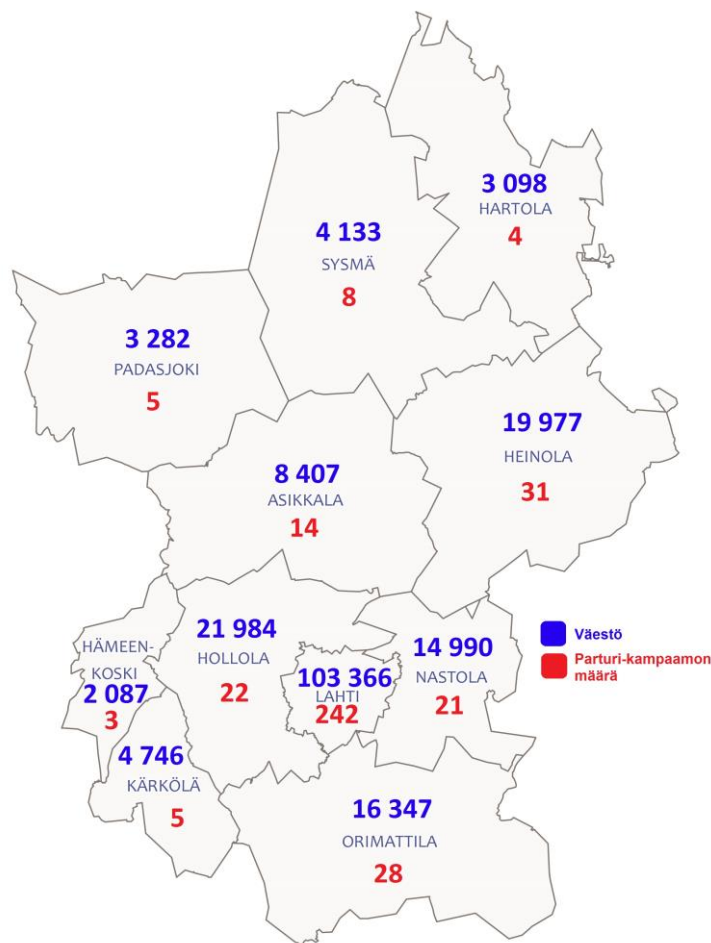 3 098
HARTOLA
4
4 133
SYSMÄ
8
3 282
PADASJOKI
5
19 977
HEINOLA
31
8 407
ASIKKALA
14
21 984
HOLLOLA
22
HÄMEEN-
KOSKI
2 087
3
103 366
LAHTI
242
14 990
NASTOLA
21
Väestö
Parturi-kampaamon
määrä
4 746
KÄRKÖLÄ
5
16 347
ORIMATTILA
28